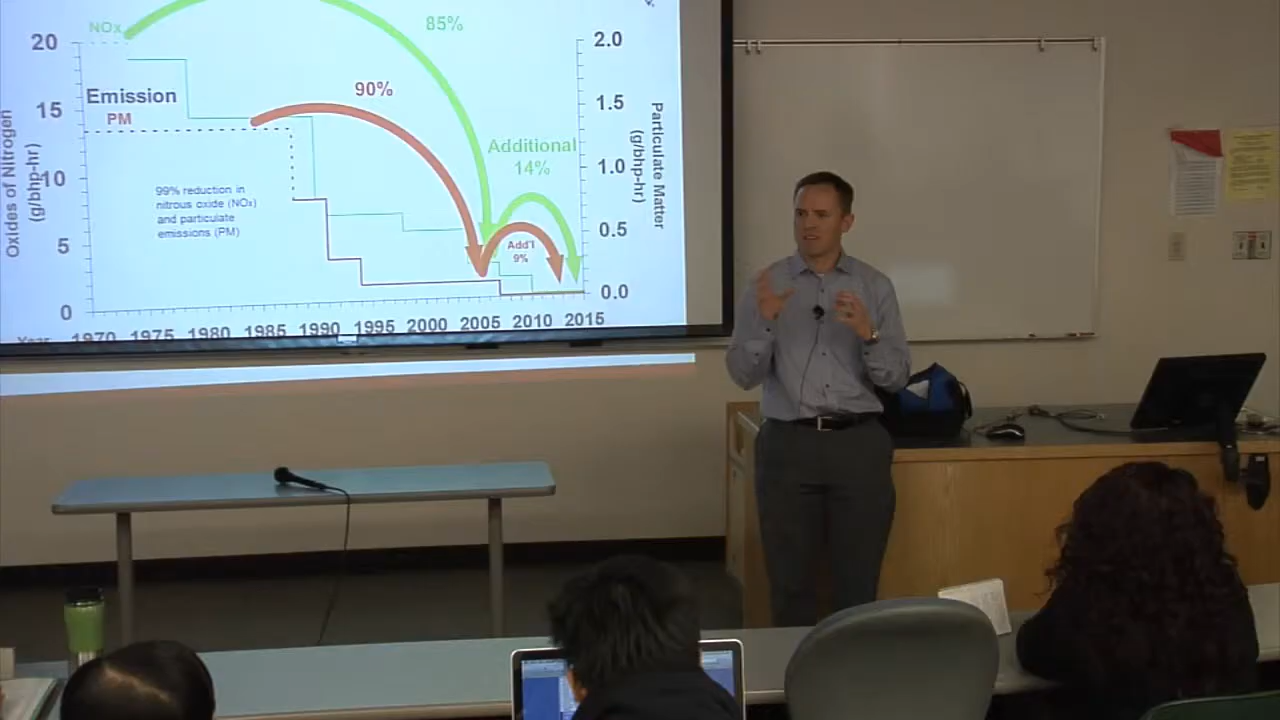 NOx
85%
20
2.0
90%
Emission
PM
15
1.5
Additional
14%
Oxides of Nitrogen
(g/bhp-hr)
Particulate Matter
(g/bhp-hr)
10
1.0
99% reduction in
nitrous oxide (NOx)
and particulate
emissions (PM)
5
0.5
Add'l
9%
0
0.0
Year 1970 1975 1980 1985 1990 1995 2000 2005 2010 2015